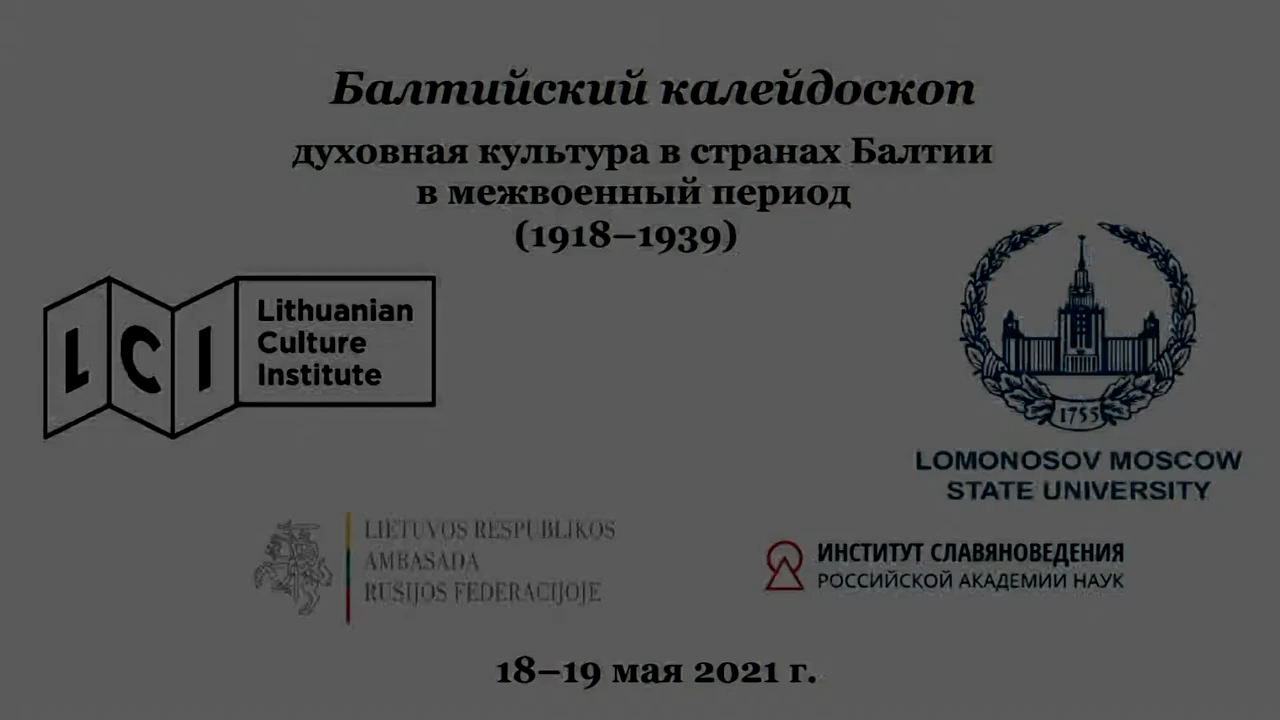 Балтийский калейдоскоп
духовная культура в странах Балтии
в межвоенный период
(1918–1939)
LCI
Lithuanian
Culture
Institute
1755
LOMONOSOV MOSCOW
STATE UNIVERSITY
LIETUVOS RESPUBLIKOS
AMBASADA
RUSIJOS FEDERACIJOJE
ИНСТИТУТ СЛАВЯНОВЕДЕНИЯ
РОССИЙСКОЙ АКАДЕМИИ НАУК
18–19 мая 2021 г.